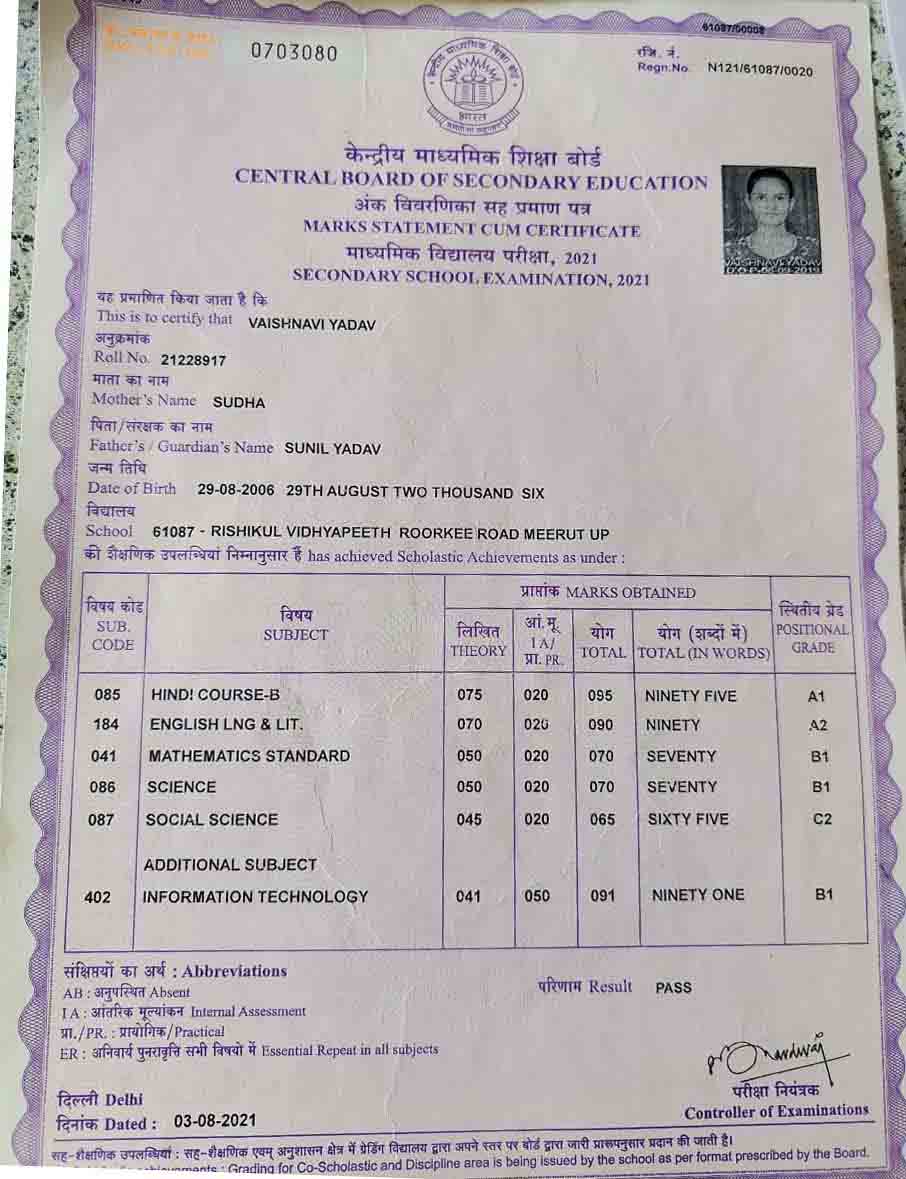 61087/00008
0703080
रजि. नं.
Regn.No. N121/61087/0020
केन्द्रीय माध्यमिक शिक्षा बोर्ड
भारत
केन्द्रीय माध्यमिक शिक्षा बोर्ड
CENTRAL BOARD OF SECONDARY EDUCATION
अंक विवरणिका सह प्रमाण पत्र
MARKS STATEMENT CUM CERTIFICATE
माध्यमिक विद्यालय परीक्षा, 2021
SECONDARY SCHOOL EXAMINATION, 2021
VAISHNAVI YADAV
यह प्रमाणित किया जाता है कि
This is to certify that VAISHNAVI YADAV
अनुक्रमांक
Roll No. 21228917
माता का नाम
Mother's Name SUDHA
पिता/संरक्षक का नाम
Father's / Guardian's Name SUNIL YADAV
जन्म तिथि
Date of Birth 29-08-2006 29TH AUGUST TWO THOUSAND SIX
विद्यालय
School 61087 - RISHIKUL VIDHYAPEETH ROORKEE ROAD MEERUT UP
की शैक्षणिक उपलब्धियां निम्नानुसार हैं has achieved Scholastic Achievements as under :
विषय कोड SUB. CODE
विषय SUBJECT
प्राप्तांक MARKS OBTAINED
लिखित THEORY
आं.मू. I A/ प्रा. PR.
योग TOTAL
योग (शब्दों में) TOTAL (IN WORDS)
स्थितीय ग्रेड POSITIONAL GRADE
085 HINDI COURSE-B 075 020 095 NINETY FIVE A1
184 ENGLISH LNG & LIT. 070 020 090 NINETY A2
041 MATHEMATICS STANDARD 050 020 070 SEVENTY B1
086 SCIENCE 050 020 070 SEVENTY B1
087 SOCIAL SCIENCE 045 020 065 SIXTY FIVE C2
ADDITIONAL SUBJECT
402 INFORMATION TECHNOLOGY 041 050 091 NINETY ONE B1
संक्षिप्तियों का अर्थ : Abbreviations
AB : अनुपस्थित Absent
परिणाम Result PASS
I A : आंतरिक मूल्यांकन Internal Assessment
प्रा./PR. : प्रायोगिक/Practical
ER : अनिवार्य पुनरावृत्ति सभी विषयों में Essential Repeat in all subjects
परीक्षा नियंत्रक
Controller of Examinations
दिल्ली Delhi
दिनांक Dated : 03-08-2021
सह-शैक्षणिक उपलब्धियां : सह-शैक्षणिक एवम् अनुशासन क्षेत्र में ग्रेडिंग विद्यालय द्वारा अपने स्तर पर बोर्ड द्वारा जारी प्रारूपनुसार प्रदान की जाती है।
: Grading for Co-Scholastic and Discipline area is being issued by the school as per format prescribed by the Board.